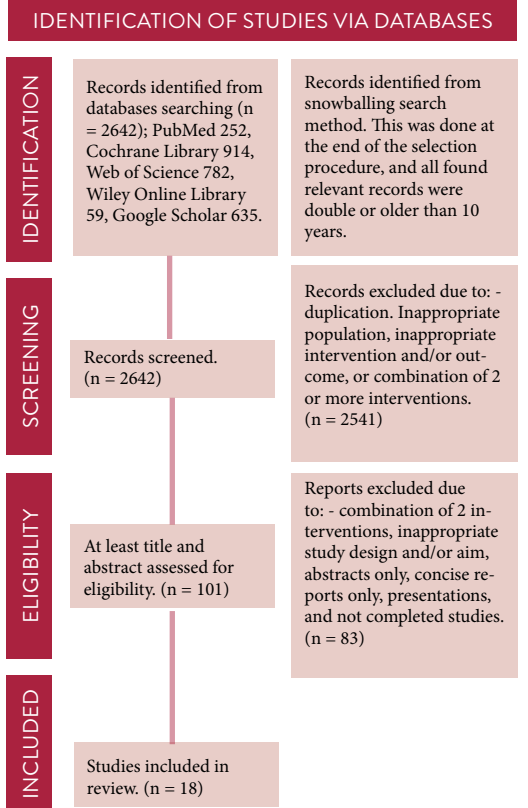 IDENTIFICATION OF STUDIES VIA DATABASES
IDENTIFICATION
Records identified from
databases searching (n
= 2642); PubMed 252,
Cochrane Library 914,
Web of Science 782,
Wiley Online Library
59, Google Scholar 635.
Records identified from
snowballing search
method. This was done at
the end of the selection
procedure, and all found
relevant records were
double or older than 10
years.
SCREENING
Records screened.
(n = 2642)
Records excluded due to: -
duplication. Inappropriate
population, inappropriate
intervention and/or out-
come, or combination of 2
or more interventions.
(n = 2541)
ELIGIBILITY
At least title and
abstract assessed for
eligibility. (n = 101)
Reports excluded due
to: - combination of 2 in-
terventions, inappropriate
study design and/or aim,
abstracts only, concise re-
ports only, presentations,
and not completed studies.
(n = 83)
INCLUDED
Studies included in
review. (n = 18)